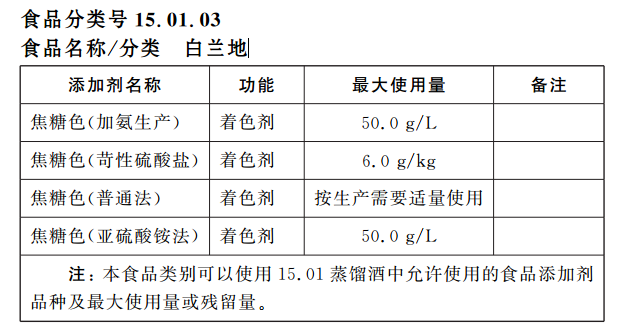 食品分类号 15.01.03
食品名称/分类 白兰地
添加剂名称 功能 最大使用量 备注
焦糖色(加氨生产) 着色剂 50.0 g/L
焦糖色(苛性硫酸盐) 着色剂 6.0 g/kg
焦糖色(普通法) 着色剂 按生产需要适量使用
焦糖色(亚硫酸铵法) 着色剂 50.0 g/L
注: 本食品类别可以使用 15.01 蒸馏酒中允许使用的食品添加剂
品种及最大使用量或残留量。